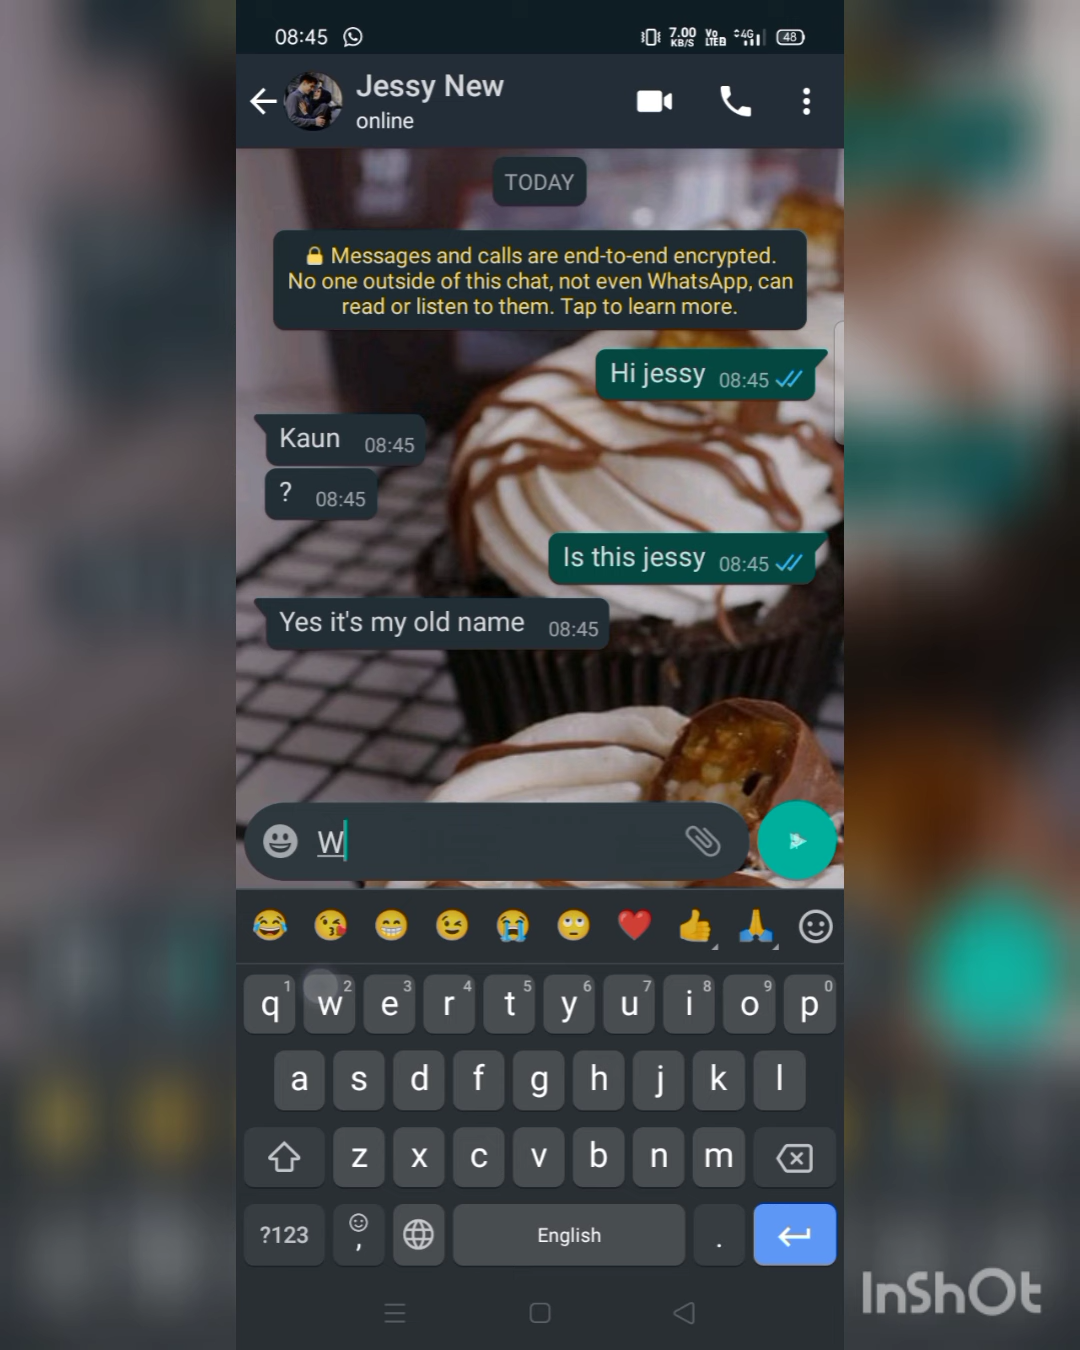 08:45 7.00 KB/S Vo LTE2 4G 48
Jessy New
online
TODAY
Messages and calls are end-to-end encrypted.
No one outside of this chat, not even WhatsApp, can
read or listen to them. Tap to learn more.
Hi jessy 08:45
Kaun 08:45
? 08:45
Is this jessy 08:45
Yes it's my old name 08:45
W
1 2 3 4 5 6 7 8 9 0
q w e r t y u i o p
a s d f g h j k l
z x c v b n m
?123 , English .
InShOt